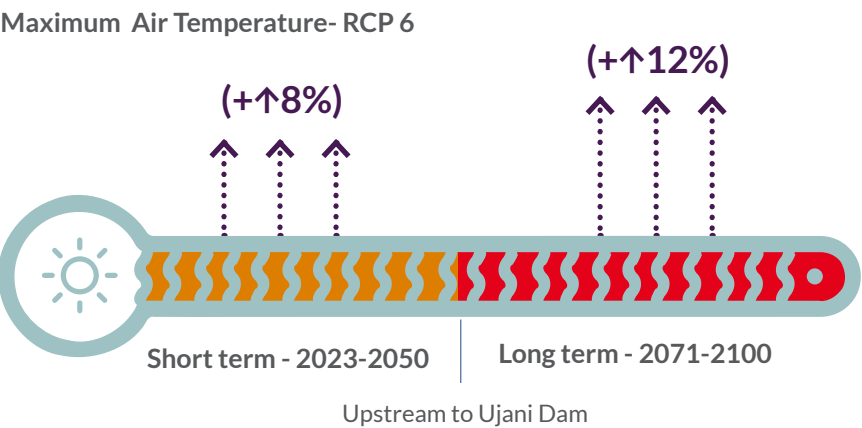 Maximum Air Temperature- RCP 6
(+↑8%)
(+↑12%)
Short term - 2023-2050
Long term - 2071-2100
Upstream to Ujani Dam